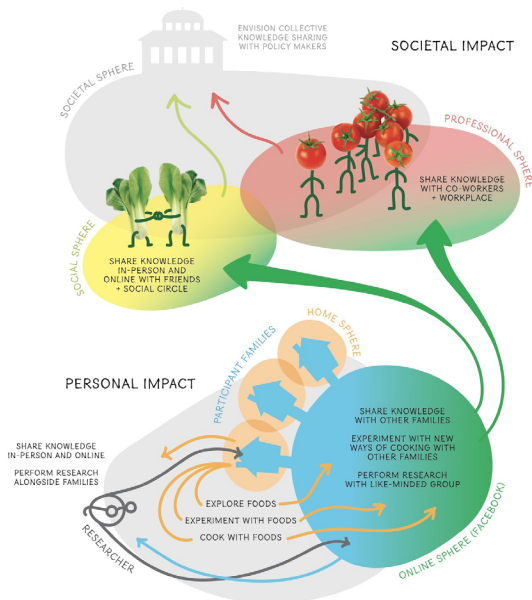 ENVISION COLLECTIVE
KNOWLEDGE SHARING
WITH POLICY MAKERS
SOCIETAL IMPACT
SOCIETAL SPHERE
PROFESSIONAL SPHERE
SHARE KNOWLEDGE
WITH CO-WORKERS
+ WORKPLACE
SOCIAL SPHERE
SHARE KNOWLEDGE
IN-PERSON AND
ONLINE WITH FRIENDS
+ SOCIAL CIRCLE
HOME SPHERE
PARTICIPANT FAMILIES
PERSONAL IMPACT
SHARE KNOWLEDGE
WITH OTHER FAMILIES
EXPERIMENT WITH NEW
WAYS OF COOKING WITH
OTHER FAMILIES
PERFORM RESEARCH
WITH LIKE-MINDED GROUP
SHARE KNOWLEDGE
IN-PERSON AND ONLINE
PERFORM RESEARCH
ALONGSIDE FAMILIES
EXPLORE FOODS
EXPERIMENT WITH FOODS
COOK WITH FOODS
RESEARCHER
ONLINE SPHERE (FACEBOOK)